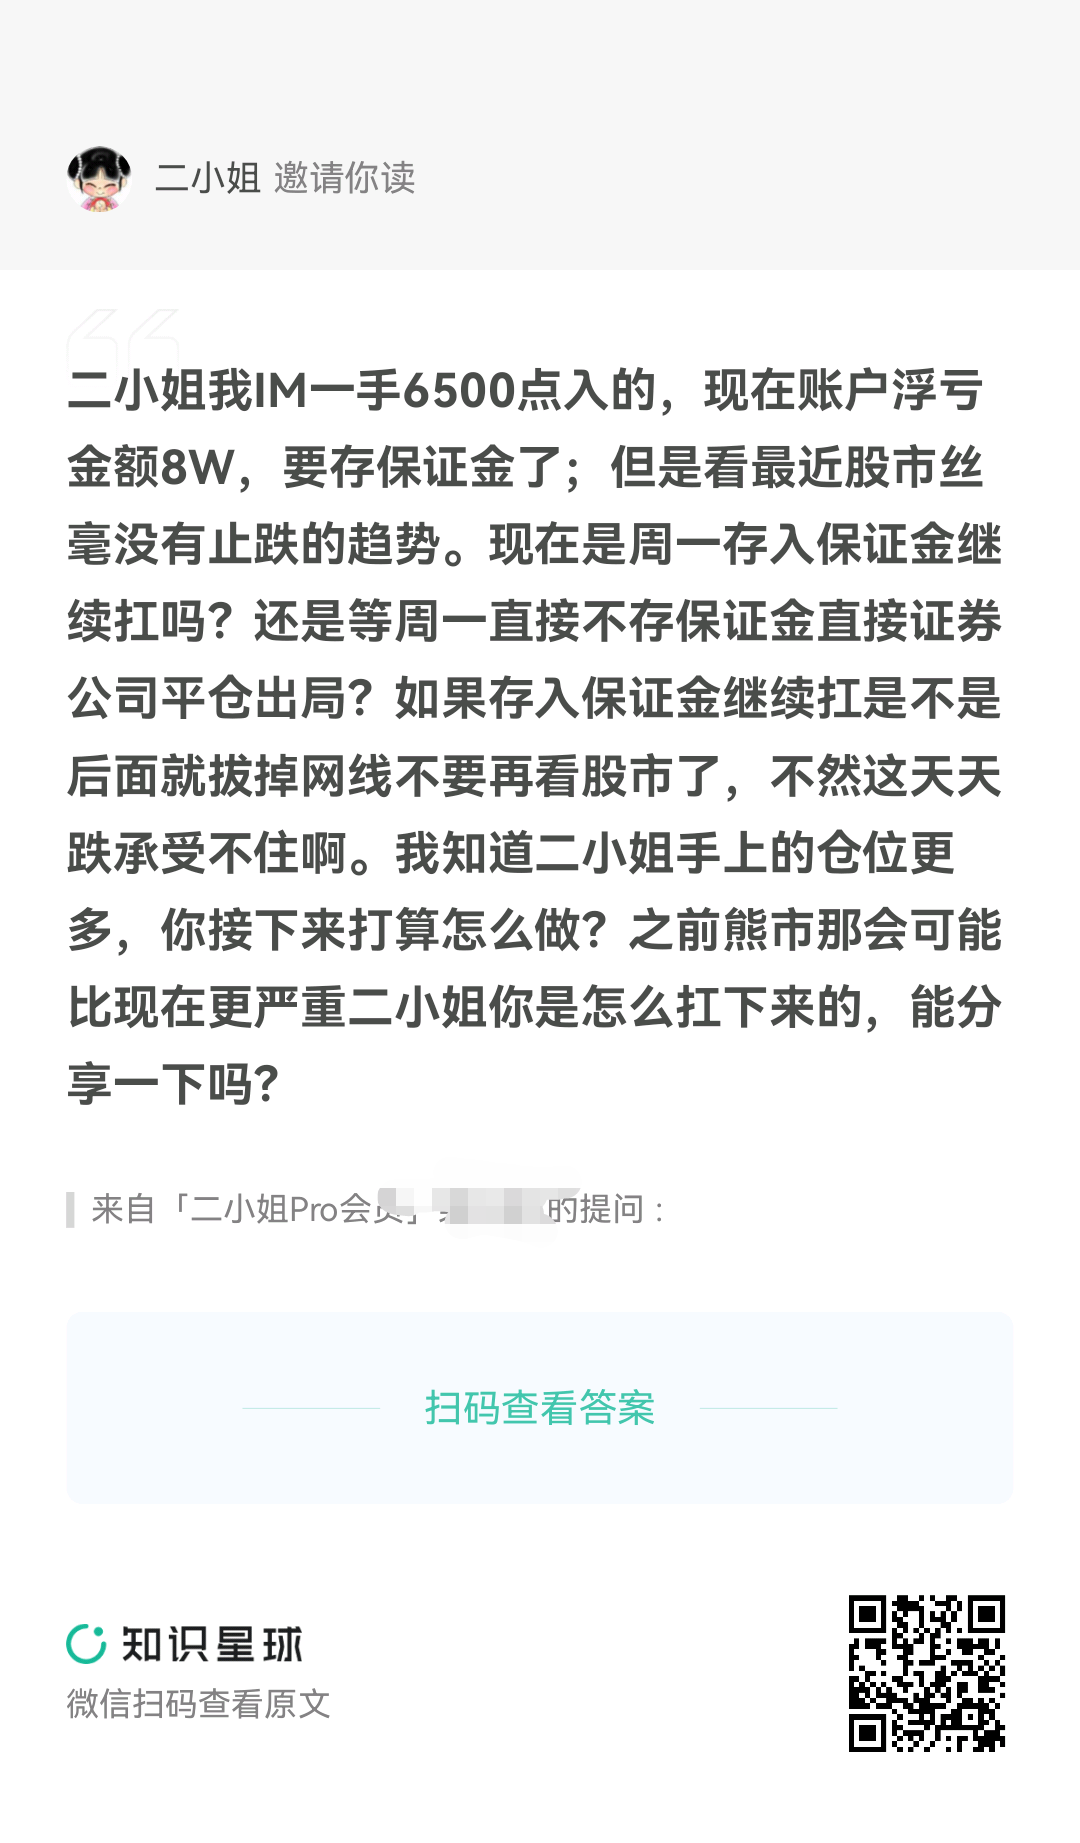 二小姐 邀请你读
二小姐我IM一手6500点入的，现在账户浮亏
金额8W，要存保证金了；但是看最近股市丝
毫没有止跌的趋势。现在是周一存入保证金继
续扛吗？还是等周一直接不存保证金直接证券
公司平仓出局？如果存入保证金继续扛是不是
后面就拔掉网线不要再看股市了，不然这天天
跌承受不住啊。我知道二小姐手上的仓位更
多，你接下来打算怎么做？之前熊市那会可能
比现在更严重二小姐你是怎么扛下来的，能分
享一下吗？
来自「二小姐Pro会员」的提问：
扫码查看答案
知识星球
微信扫码查看原文